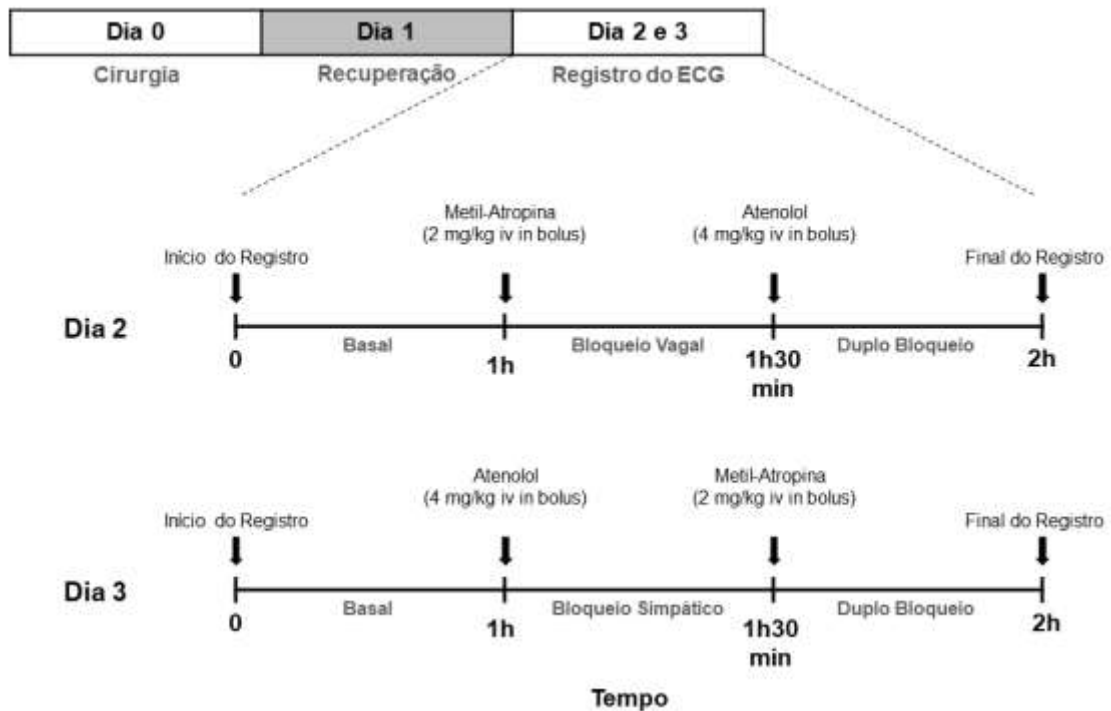 Dia 0
Dia 1
Dia 2 e 3
Cirurgia
Recuperação
Registro do ECG
Metil-Atropina
(2 mg/kg iv in bolus)
Atenolol
(4 mg/kg iv in bolus)
Início do Registro
Final do Registro
Dia 2
Basal
Bloqueio Vagal
Duplo Bloqueio
0
1h
1h30
min
2h
Atenolol
(4 mg/kg iv in bolus)
Metil-Atropina
(2 mg/kg iv in bolus)
Início do Registro
Final do Registro
Dia 3
Basal
Bloqueio Simpático
Duplo Bloqueio
0
1h
1h30
min
2h
Tempo